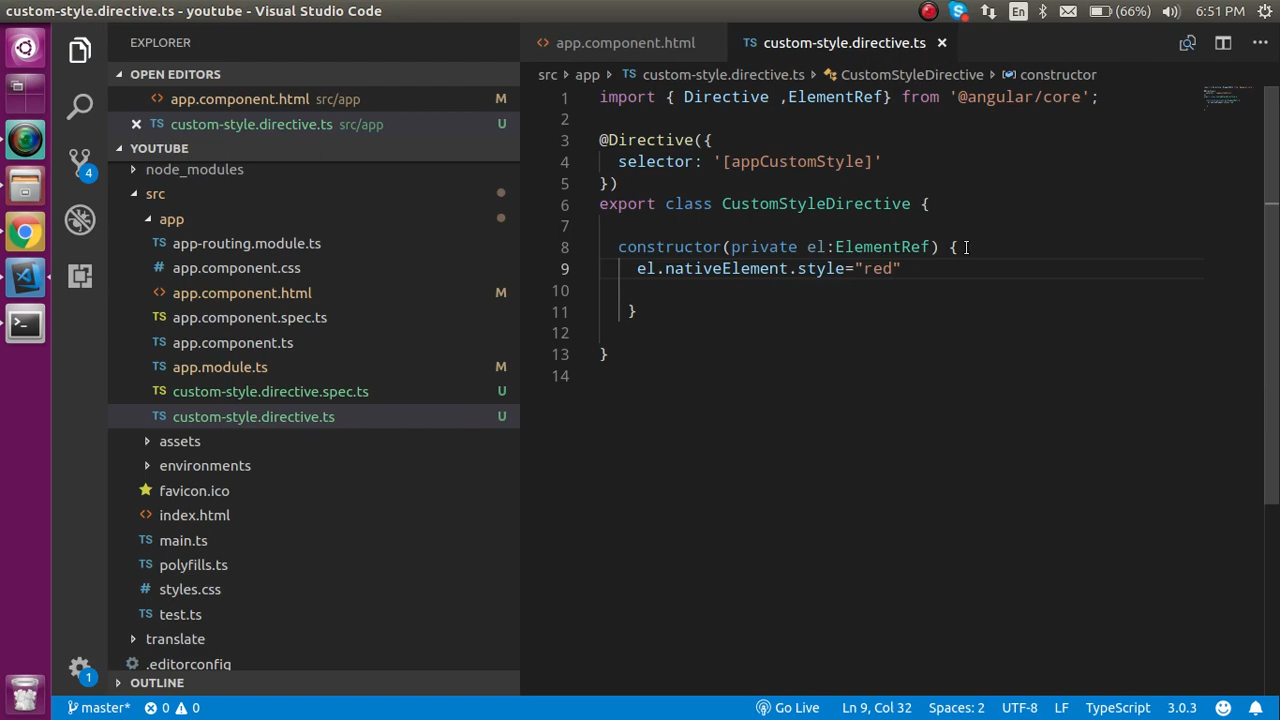 custom-style.directive.ts - youtube - Visual Studio Code
En
(66%)
6:51 PM
EXPLORER
OPEN EDITORS
app.component.html src/app M
custom-style.directive.ts src/app U
YOUTUBE
node_modules
src
app
app-routing.module.ts
app.component.css
app.component.html M
app.component.spec.ts
app.component.ts
app.module.ts M
custom-style.directive.spec.ts U
custom-style.directive.ts U
assets
environments
favicon.ico
index.html
main.ts
polyfills.ts
styles.css
test.ts
translate
.editorconfig
OUTLINE
4
1
app.component.html
TS custom-style.directive.ts
src app TS custom-style.directive.ts CustomStyleDirective constructor
1 import { Directive ,ElementRef} from '@angular/core';
2
3 @Directive({
4 selector: '[appCustomStyle]'
5 })
6 export class CustomStyleDirective {
7
8 constructor(private el:ElementRef) {
9 el.nativeElement.style="red"
10
11 }
12
13 }
14
master* 0 0
Go Live Ln 9, Col 32 Spaces: 2 UTF-8 LF TypeScript 3.0.3